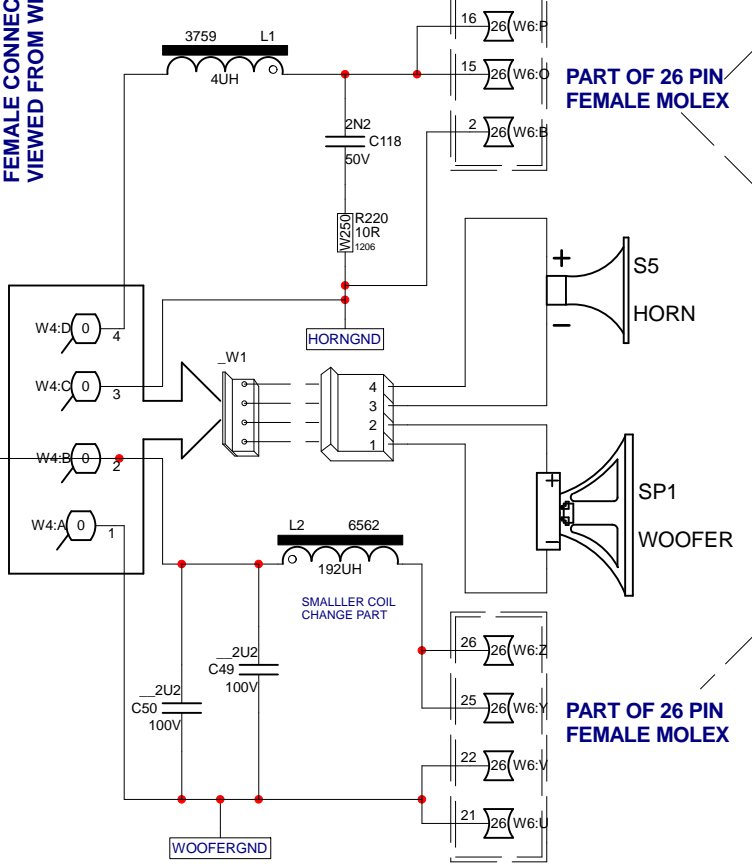 FEMALE CONNEC
VIEWED FROM WI
3759 L1
4UH
16 26 W6:P
15 26 W6:O
2 26 W6:B
PART OF 26 PIN
FEMALE MOLEX
2N2
C118
50V
W250
R220
10R
1206
HORNGND
S5
HORN
+
–
W4:D 0 4
W4:C 0 3
W4:B 0 2
W4:A 0 1
_W1
4
3
2
1
SP1
WOOFER
+
–
L2 6562
192UH
SMALLLER COIL
CHANGE PART
__2U2
C49
100V
__2U2
C50
100V
26 26 W6:Z
25 26 W6:Y
22 26 W6:V
21 26 W6:U
PART OF 26 PIN
FEMALE MOLEX
WOOFERGND